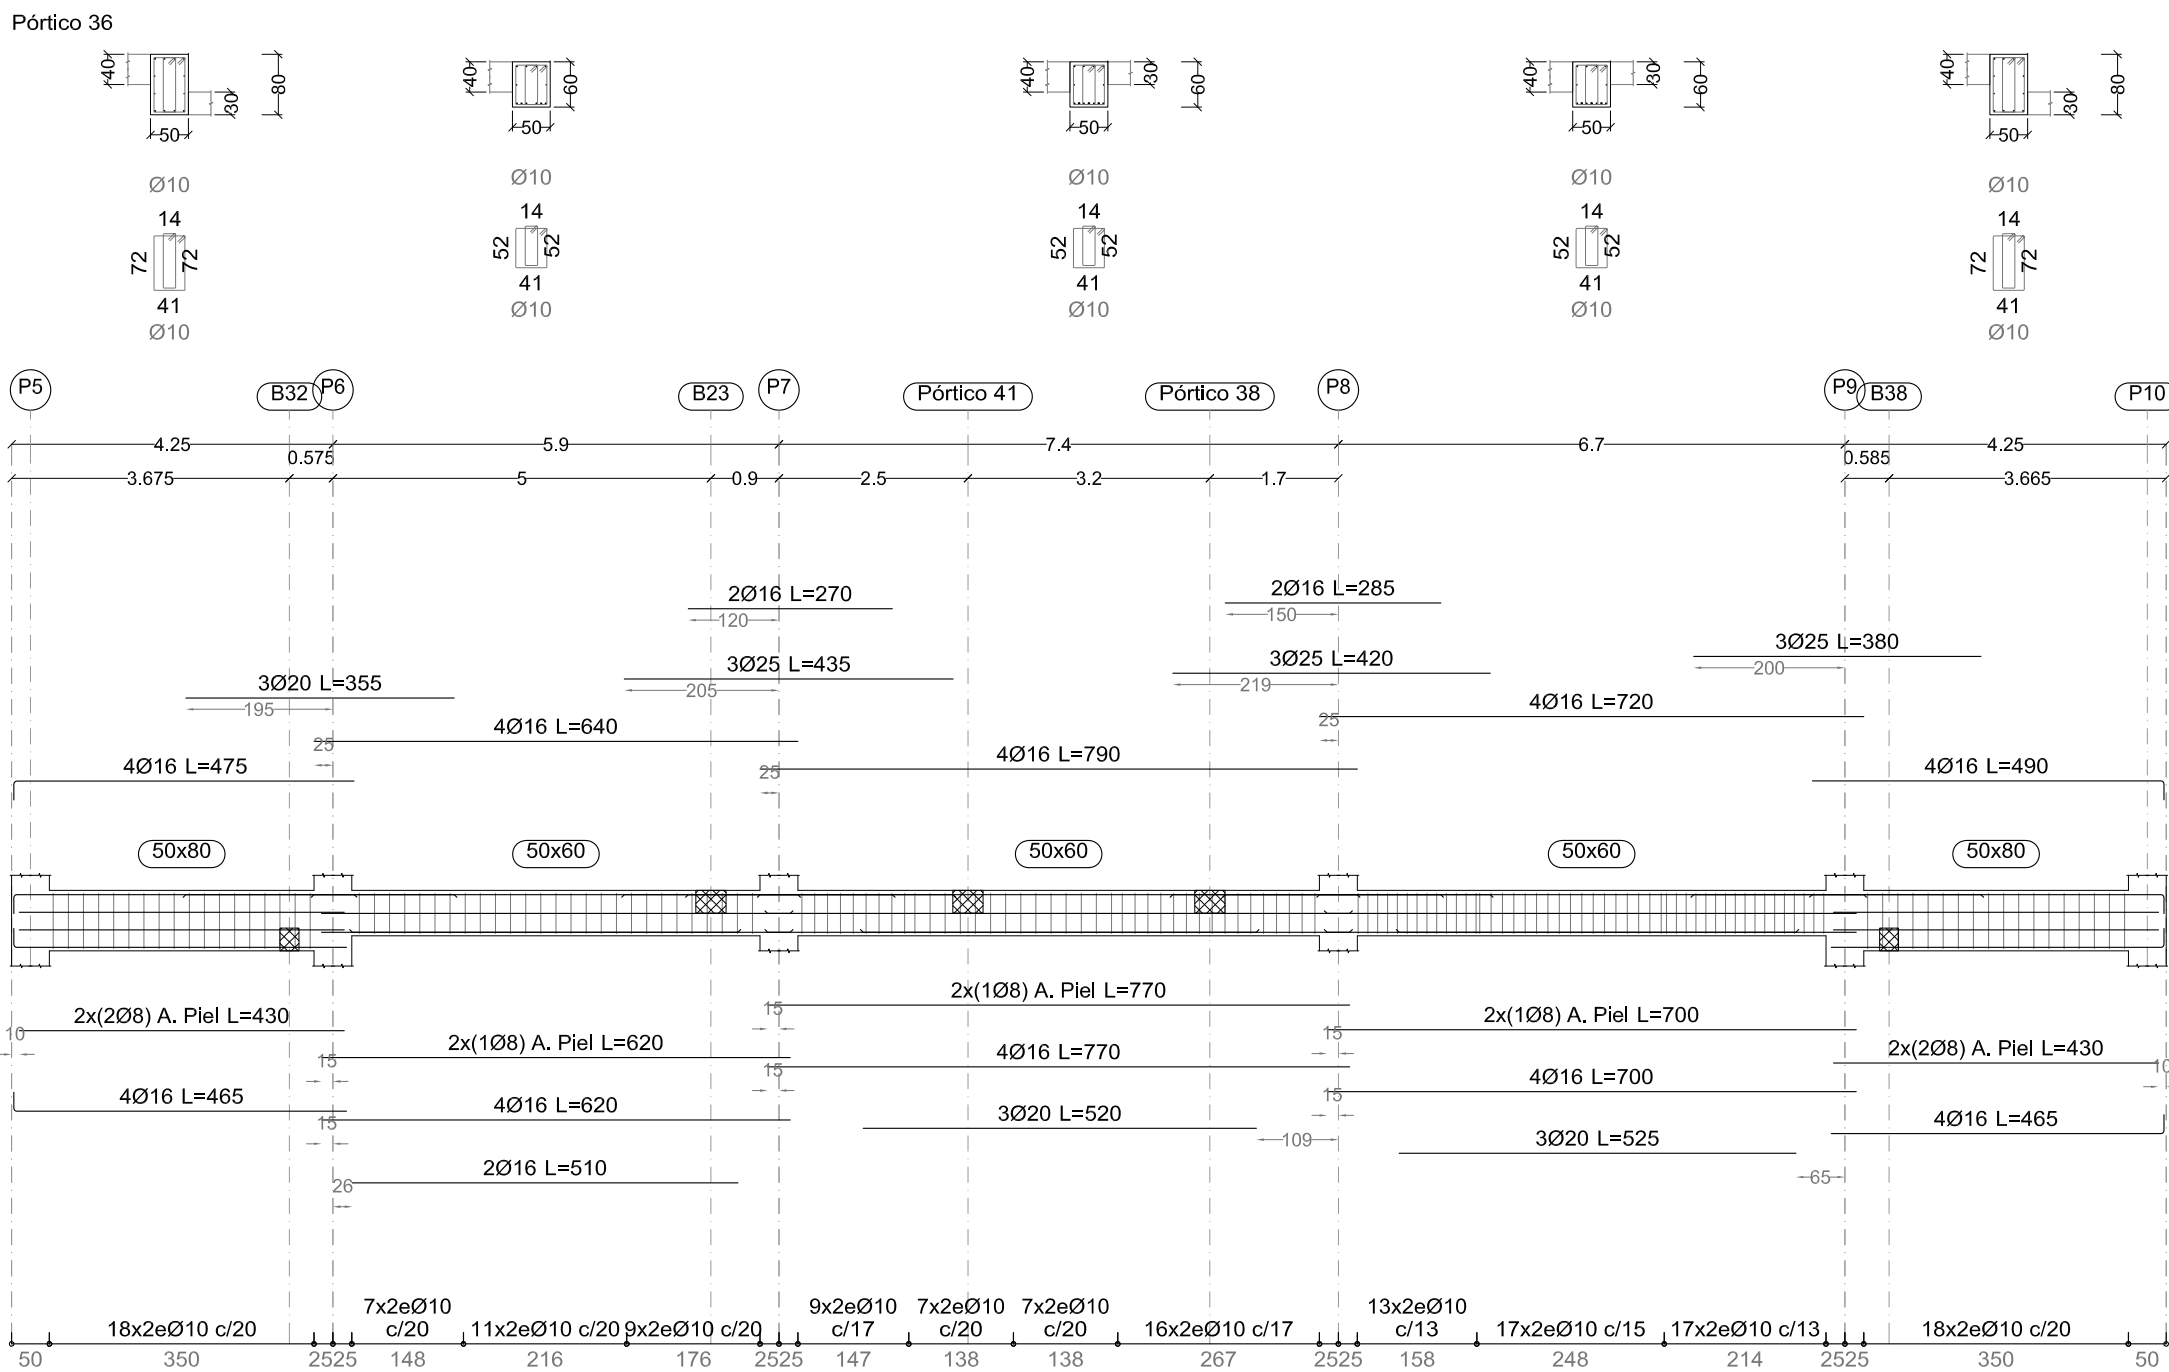 Pórtico 36
40 80 30 50
40 60 50
40 30 60 50
40 30 60 50
40 80 30 50
Ø10 Ø10 Ø10 Ø10 Ø10
14 14 14 14 14
72 72 52 52 52 52 52 52 72 72
41 41 41 41 41
Ø10 Ø10 Ø10 Ø10 Ø10
P5 B32 P6 B23 P7 Pórtico 41 Pórtico 38 P8 P9 B38 P10
4.25 5.9 7.4 6.7 4.25
0.575 0.585
3.675 5 0.9 2.5 3.2 1.7 3.665
2Ø16 L=270 2Ø16 L=285
120 150
3Ø25 L=380
200
3Ø25 L=435 3Ø25 L=420
205 219
3Ø20 L=355
195
4Ø16 L=720
25
4Ø16 L=640
25
4Ø16 L=790
25
4Ø16 L=475 4Ø16 L=490
50x80 50x60 50x60 50x60 50x80
2x(1Ø8) A. Piel L=770
15
2x(2Ø8) A. Piel L=430 2x(1Ø8) A. Piel L=700
10 15
2x(1Ø8) A. Piel L=620 4Ø16 L=770 2x(2Ø8) A. Piel L=430
15 15 10
4Ø16 L=700
15
4Ø16 L=465 4Ø16 L=620 3Ø20 L=520 4Ø16 L=465
15 109
3Ø20 L=525
65
2Ø16 L=510
26
7x2eØ10 9x2eØ10 7x2eØ10 7x2eØ10 13x2eØ10
18x2eØ10 c/20 c/20 11x2eØ10 c/20 9x2eØ10 c/20 c/17 c/20 c/20 16x2eØ10 c/17 c/13 17x2eØ10 c/15 17x2eØ10 c/13 18x2eØ10 c/20
50 350 2525 148 216 176 2525 147 138 138 267 2525 158 248 214 2525 350 50